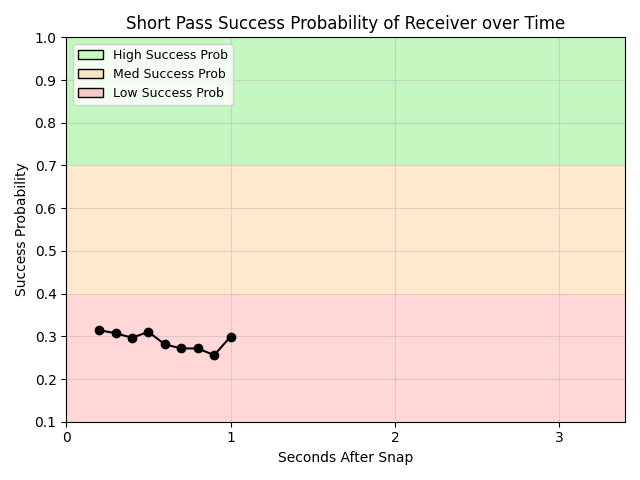 Short Pass Success Probability of Receiver over Time
1.0
High Success Prob
Med Success Prob
Low Success Prob
0.9
0.8
0.7
0.6
0.5
0.4
0.3
0.2
0.1
Success Probability
0
1
2
3
Seconds After Snap